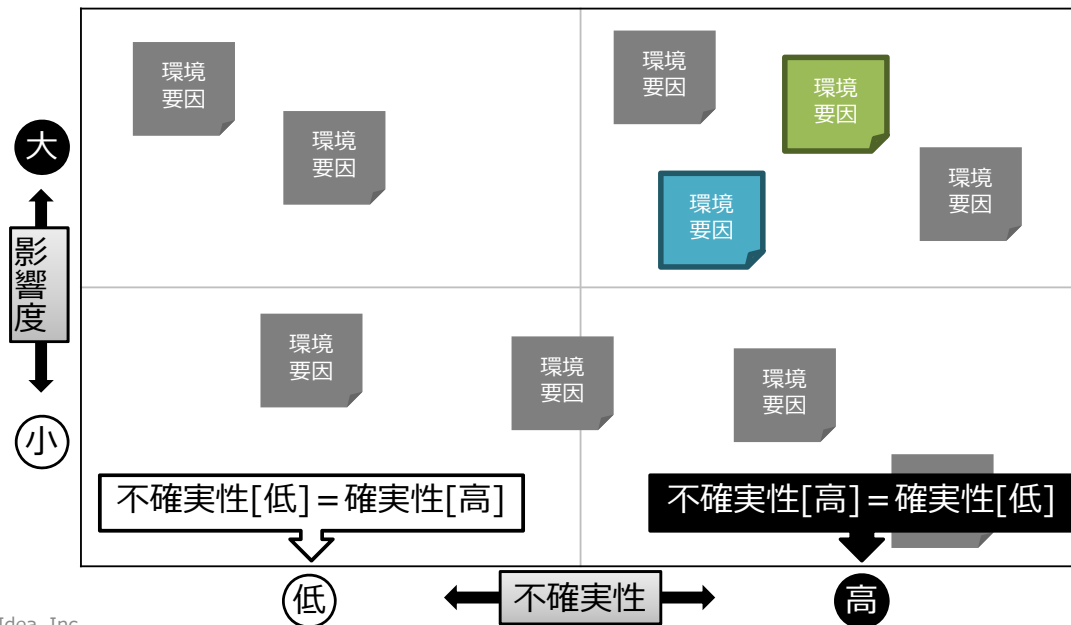 環境
要因
環境
要因
環境
要因
環境
要因
環境
要因
環境
要因
大
影響度
小
環境
要因
環境
要因
環境
要因
不確実性[低]＝確実性[高]
不確実性[高]＝確実性[低]
低
不確実性
高
Idea, Inc